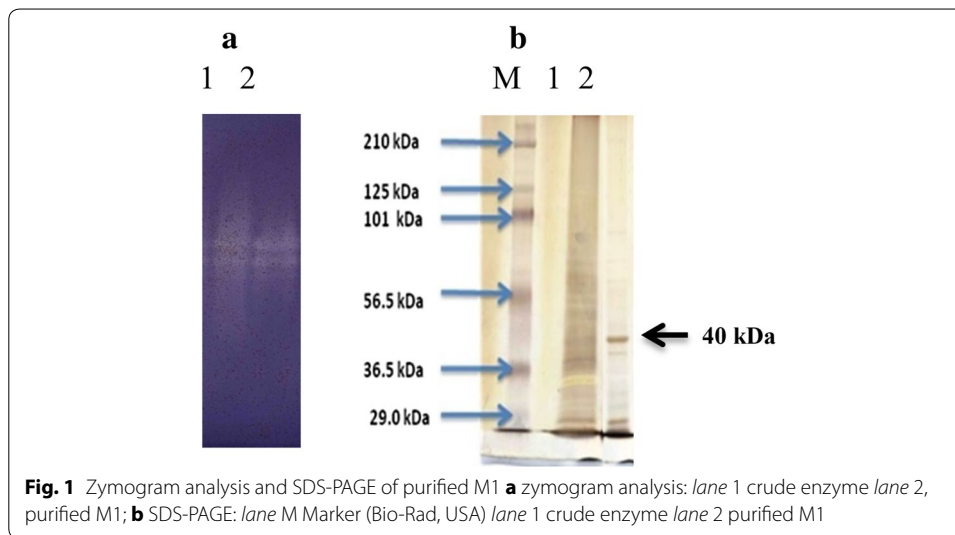 a
1 2
b
M 1 2
210 kDa
125 kDa
101 kDa
56.5 kDa
36.5 kDa
29.0 kDa
40 kDa
Fig. 1 Zymogram analysis and SDS-PAGE of purified M1 a zymogram analysis: lane 1 crude enzyme lane 2,
purified M1; b SDS-PAGE: lane M Marker (Bio-Rad, USA) lane 1 crude enzyme lane 2 purified M1